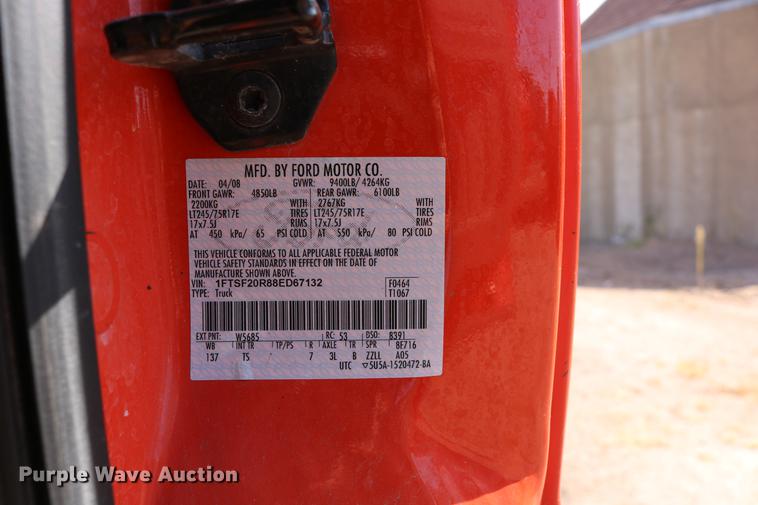 MFD. BY FORD MOTOR CO.
DATE: 04/08 GVWR: 9400LB/ 4264KG
FRONT GAWR: 4850LB REAR GAWR: 6100LB
2200KG WITH 2767KG WITH
LT245/75R17E TIRES LT245/75R17E TIRES
17x7.5J RIMS 17x7.5J RIMS
AT 450 kPa/ 65 PSI COLD AT 550 kPa/ 80 PSI COLD
THIS VEHICLE CONFORMS TO ALL APPLICABLE FEDERAL MOTOR
VEHICLE SAFETY STANDARDS IN EFFECT ON THE DATE OF
MANUFACTURE SHOWN ABOVE.
VIN: 1FTSF20R88ED67132 F0464
TYPE: Truck T1067
EXT PNT: W5685 RC: 53 DSO: 8391
WB INT TR TP/PS R AXLE TR SPR 8E716
137 TS 7 3L B ZZLL A05
UTC ▽5U5A-1520472-BA
Purple Wave Auction